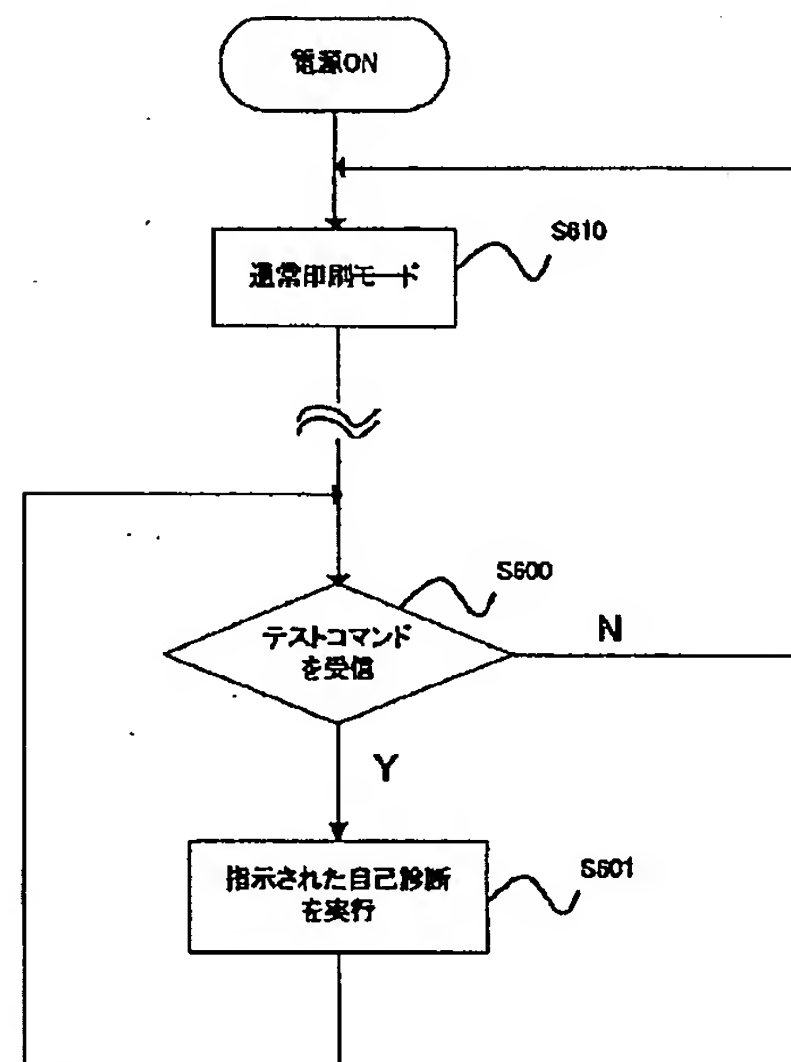 電源ON
S610
通常印刷モード
S600
テストコマンド
を受信
N
Y
S601
指示された自己診断
を実行